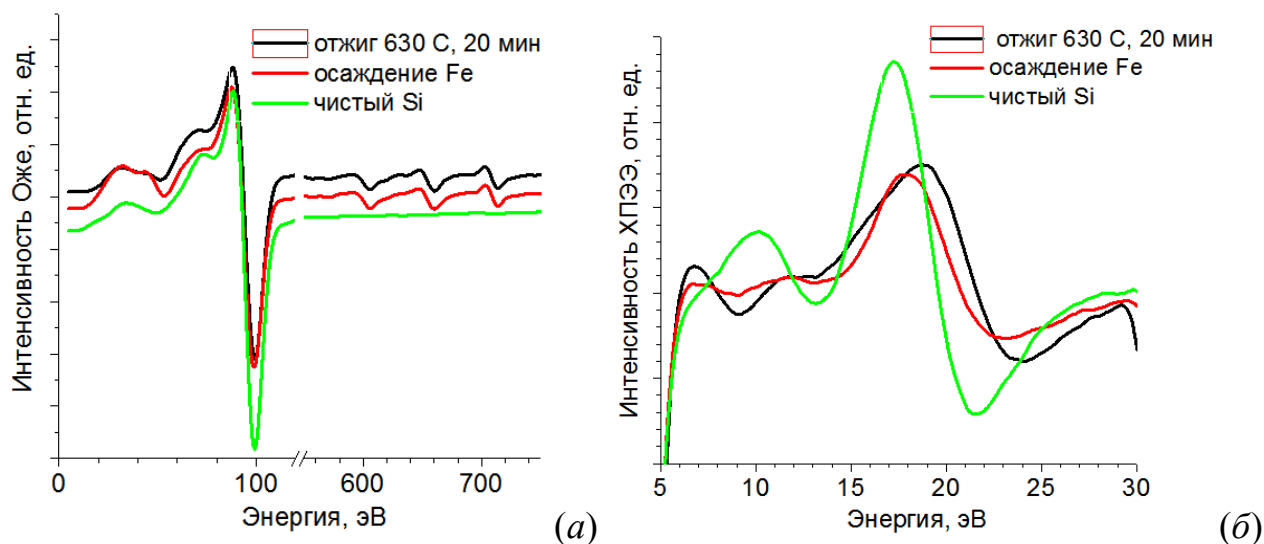 Интенсивность Оже, отн. ед.
отжиг 630 С, 20 мин
осаждение Fe
чистый Si
0
100
600
700
Энергия, эВ
(а)
Интенсивность ХПЭЭ, отн. ед.
отжиг 630 С, 20 мин
осаждение Fe
чистый Si
5
10
15
20
25
30
Энергия, эВ
(б)